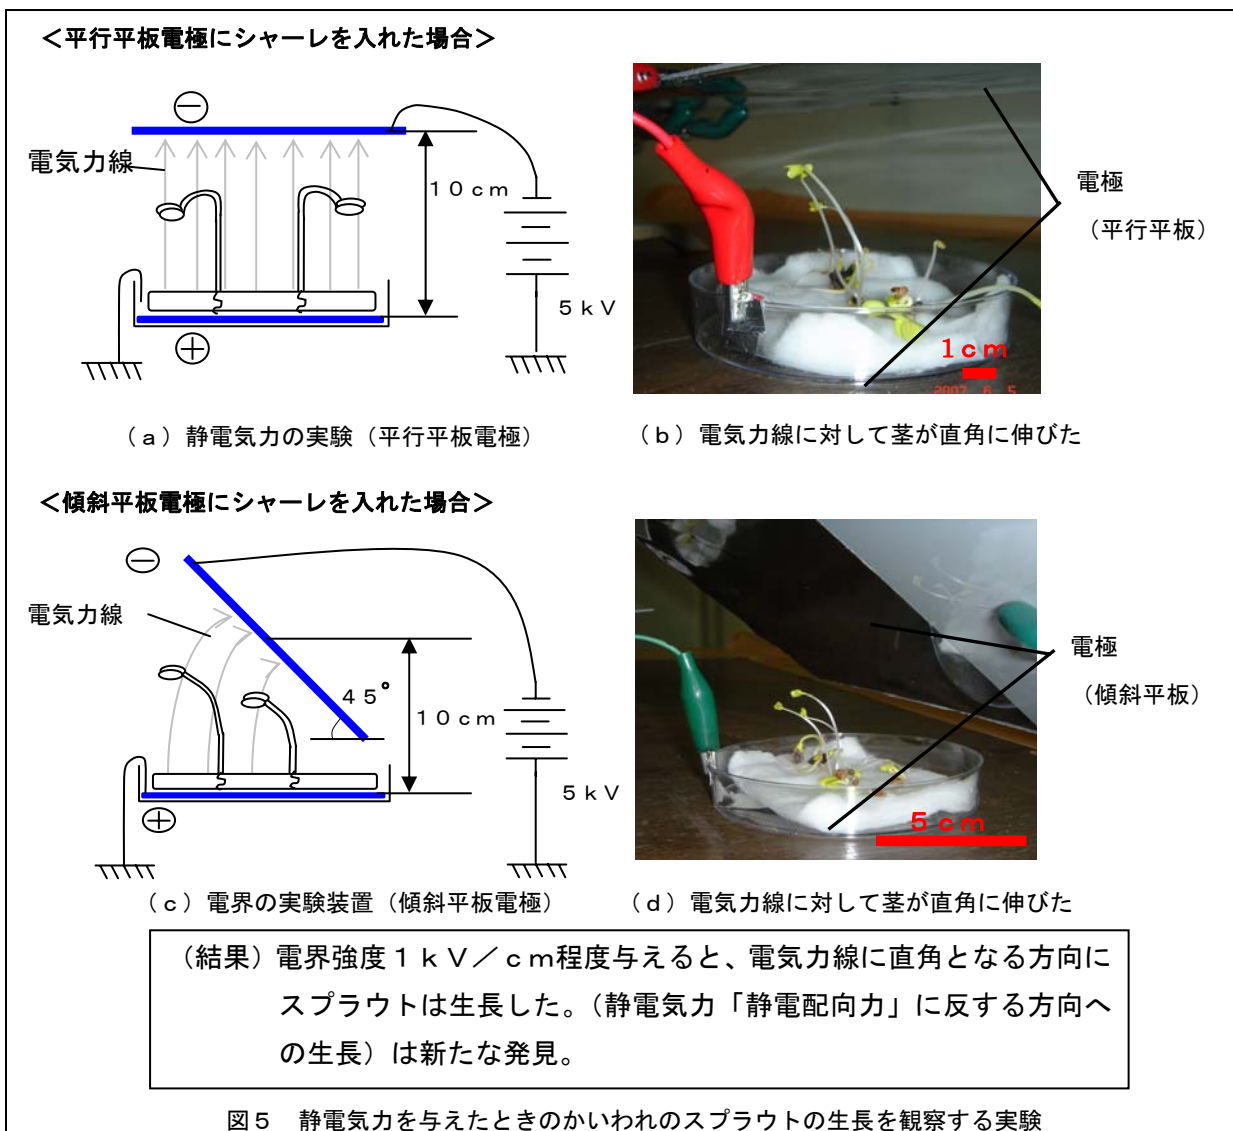 ＜平行平板電極にシャーレを入れた場合＞
－
電気力線
１０ｃｍ
５ｋＶ
＋
電極
（平行平板）
1ｃｍ
2007. 6. 5
（ａ）静電気力の実験（平行平板電極）
（ｂ）電気力線に対して茎が直角に伸びた
＜傾斜平板電極にシャーレを入れた場合＞
－
電気力線
４５°
１０ｃｍ
５ｋＶ
＋
電極
（傾斜平板）
５ｃｍ
（ｃ）電界の実験装置（傾斜平板電極）
（ｄ）電気力線に対して茎が直角に伸びた
（結果）電界強度１ｋＶ／ｃｍ程度与えると、電気力線に直角となる方向に
スプラウトは生長した。（静電気力「静電配向力」に反する方向へ
の生長）は新たな発見。
図５　静電気力を与えたときのかいわれのスプラウトの生長を観察する実験